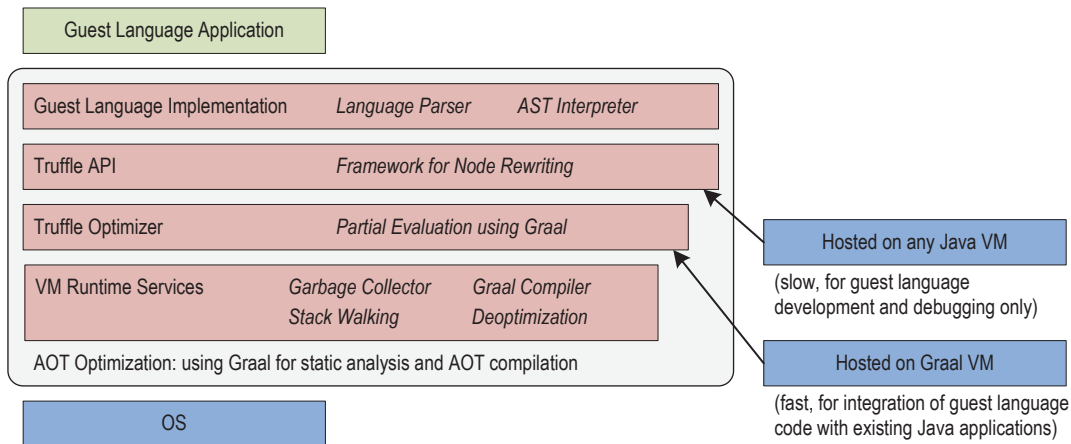 Guest Language Application
Guest Language Implementation Language Parser AST Interpreter
Truffle API Framework for Node Rewriting
Truffle Optimizer Partial Evaluation using Graal
VM Runtime Services Garbage Collector Graal Compiler
Stack Walking Deoptimization
AOT Optimization: using Graal for static analysis and AOT compilation
OS
Hosted on any Java VM
(slow, for guest language
development and debugging only)
Hosted on Graal VM
(fast, for integration of guest language
code with existing Java applications)